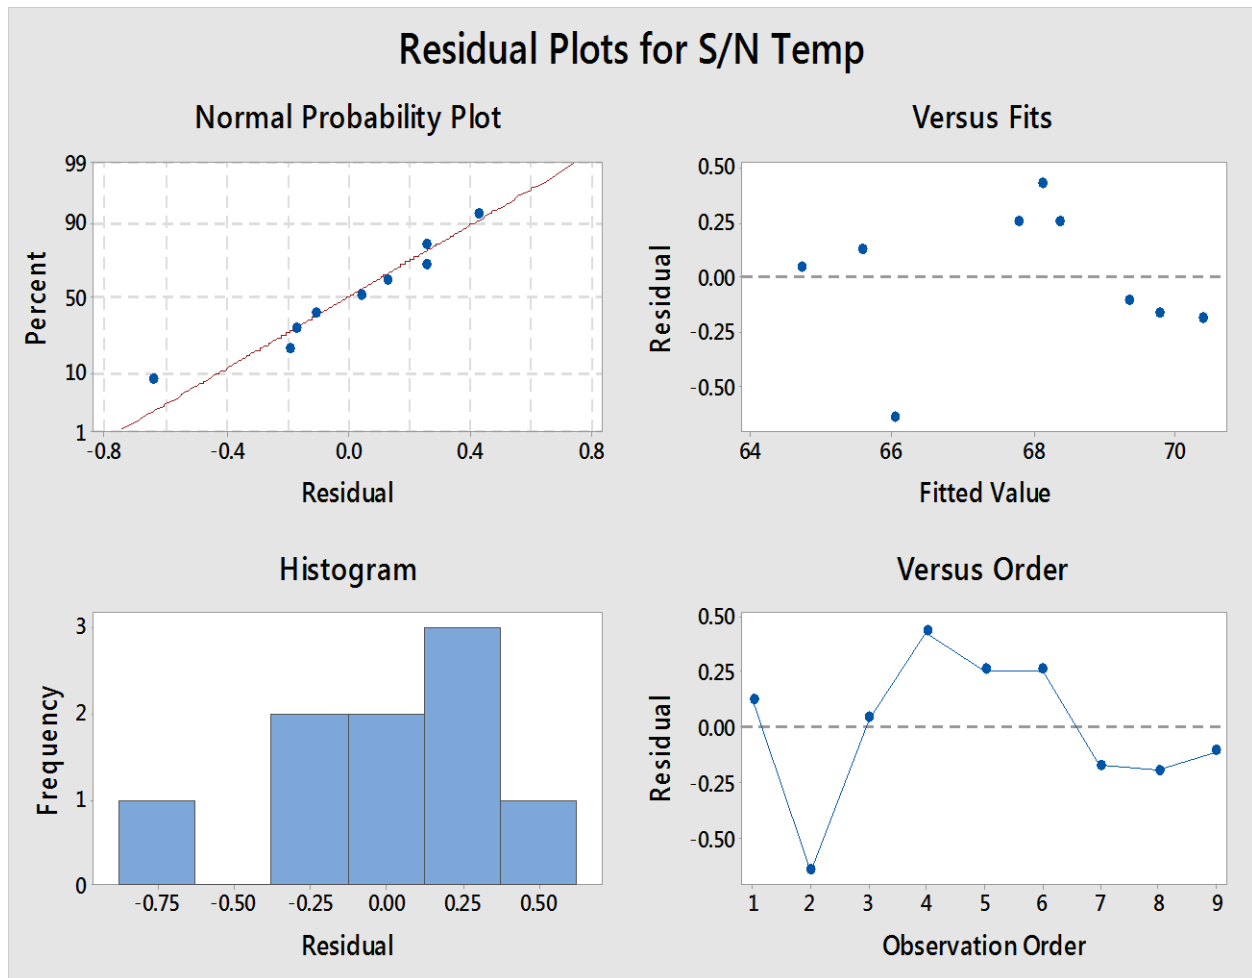 Residual Plots for S/N Temp
Normal Probability Plot
Percent
99
90
50
10
1
-0.8 -0.4 0.0 0.4 0.8
Residual
Versus Fits
Residual
0.50
0.25
0.00
-0.25
-0.50
64 66 68 70
Fitted Value
Histogram
Frequency
3
2
1
0
-0.75 -0.50 -0.25 0.00 0.25 0.50
Residual
Versus Order
Residual
0.50
0.25
0.00
-0.25
-0.50
1 2 3 4 5 6 7 8 9
Observation Order